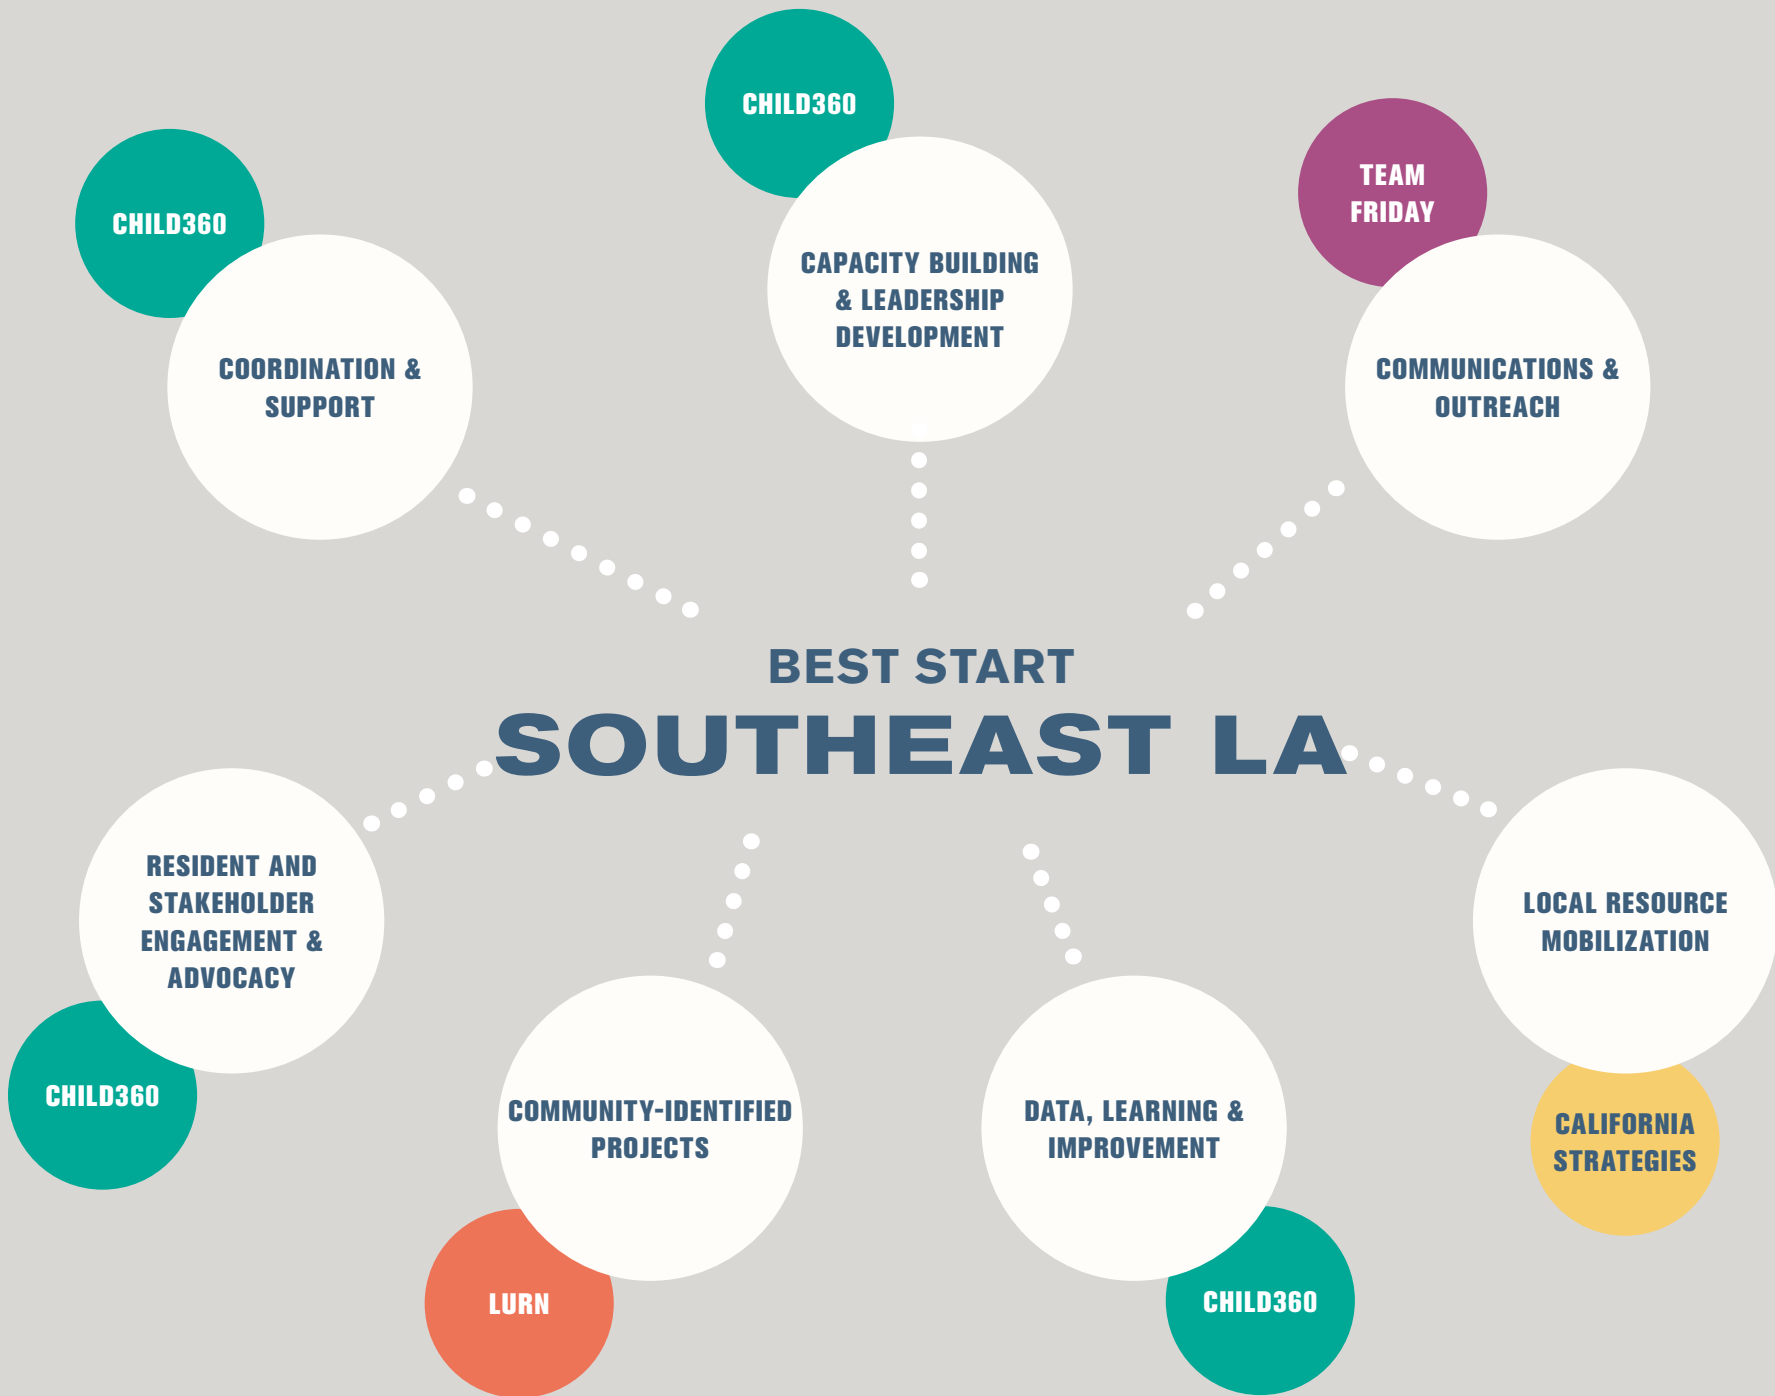 CHILD360
CAPACITY BUILDING
& LEADERSHIP
DEVELOPMENT
CHILD360
COORDINATION &
SUPPORT
TEAM
FRIDAY
COMMUNICATIONS &
OUTREACH
BEST START
SOUTHEAST LA
RESIDENT AND
STAKEHOLDER
ENGAGEMENT &
ADVOCACY
CHILD360
COMMUNITY-IDENTIFIED
PROJECTS
LURN
DATA, LEARNING &
IMPROVEMENT
CHILD360
LOCAL RESOURCE
MOBILIZATION
CALIFORNIA
STRATEGIES